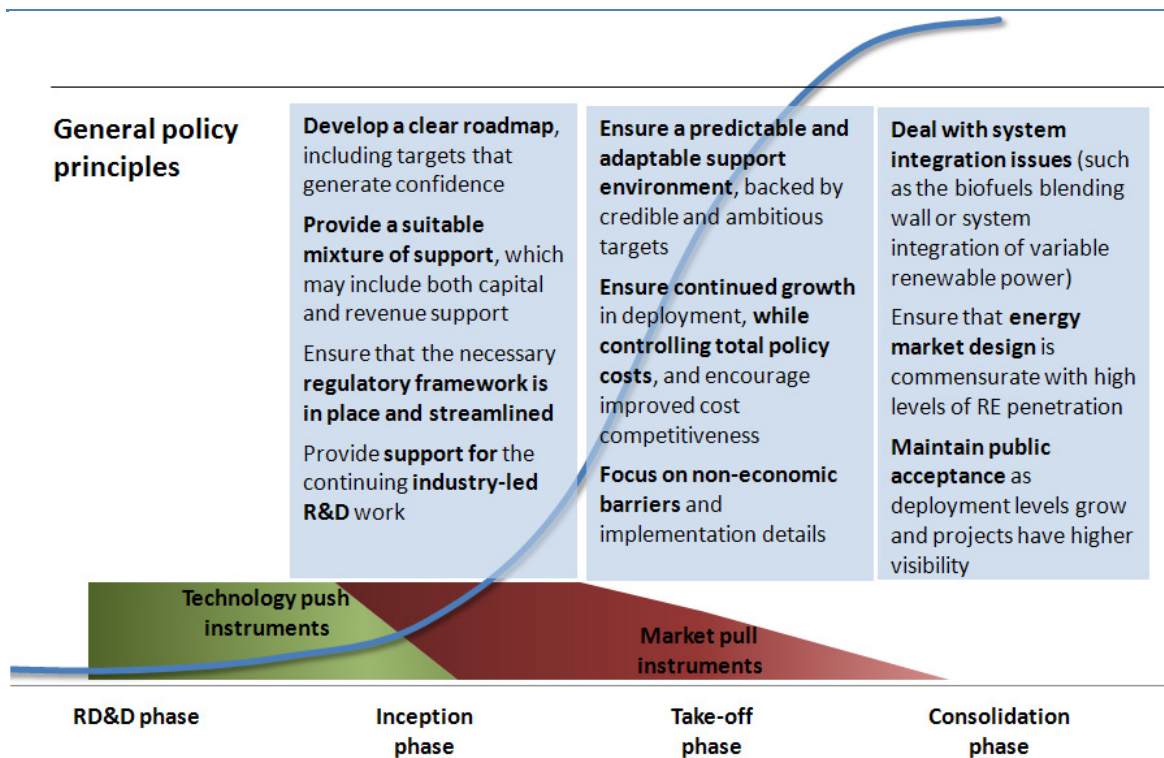 General policy
principles
Develop a clear roadmap,
including targets that
generate confidence
Provide a suitable
mixture of support, which
may include both capital
and revenue support
Ensure that the necessary
regulatory framework is
in place and streamlined
Provide support for the
continuing industry-led
R&D work
Ensure a predictable and
adaptable support
environment, backed by
credible and ambitious
targets
Ensure continued growth
in deployment, while
controlling total policy
costs, and encourage
improved cost
competitiveness
Focus on non-economic
barriers and
implementation details
Deal with system
integration issues (such
as the biofuels blending
wall or system
integration of variable
renewable power)
Ensure that energy
market design is
commensurate with high
levels of RE penetration
Maintain public
acceptance as
deployment levels grow
and projects have higher
visibility
Technology push
instruments
Market pull
instruments
RD&D phase
Inception
phase
Take-off
phase
Consolidation
phase